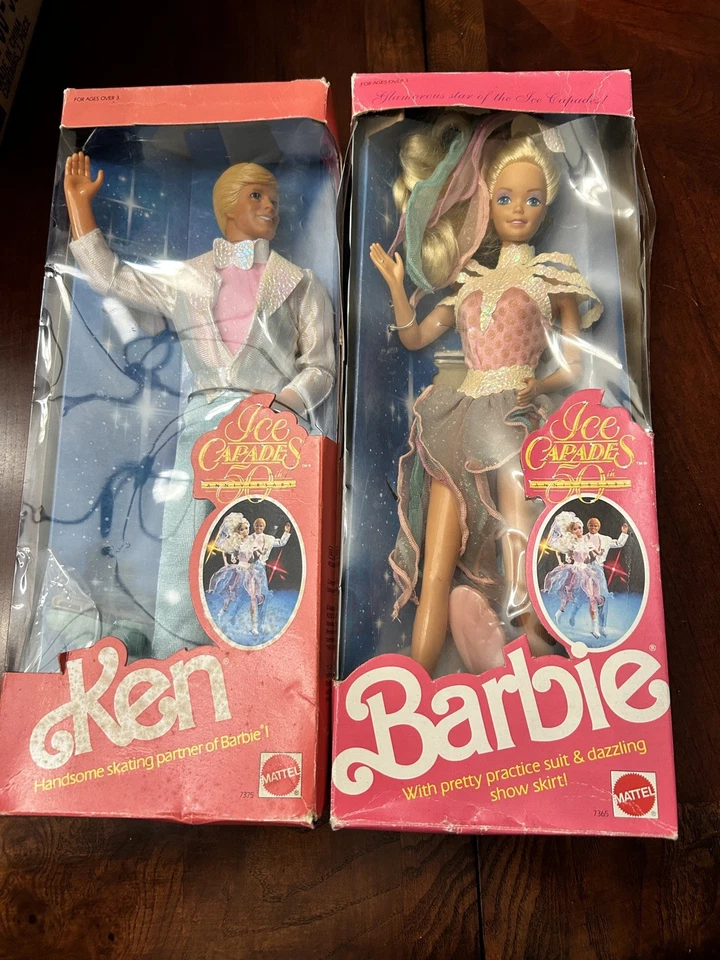 FOR AGES OVER 3
Ice
CAPADES
50th
Ken®
Handsome skating partner of Barbie®!
7375
MATTEL
®
FOR AGES OVER 3
Glamorous star of the Ice Capades!
Ice
CAPADES
50th
Barbie®
With pretty practice suit & dazzling
show skirt!
7365
MATTEL
®